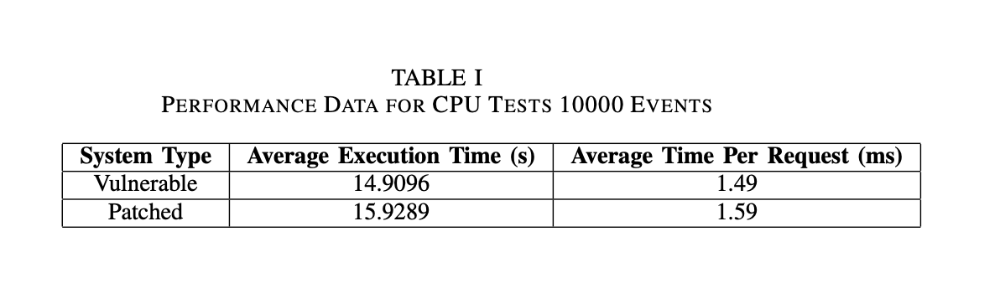 TABLE I
PERFORMANCE DATA FOR CPU TESTS 10000 EVENTS
System Type Average Execution Time (s) Average Time Per Request (ms)
Vulnerable 14.9096 1.49
Patched 15.9289 1.59